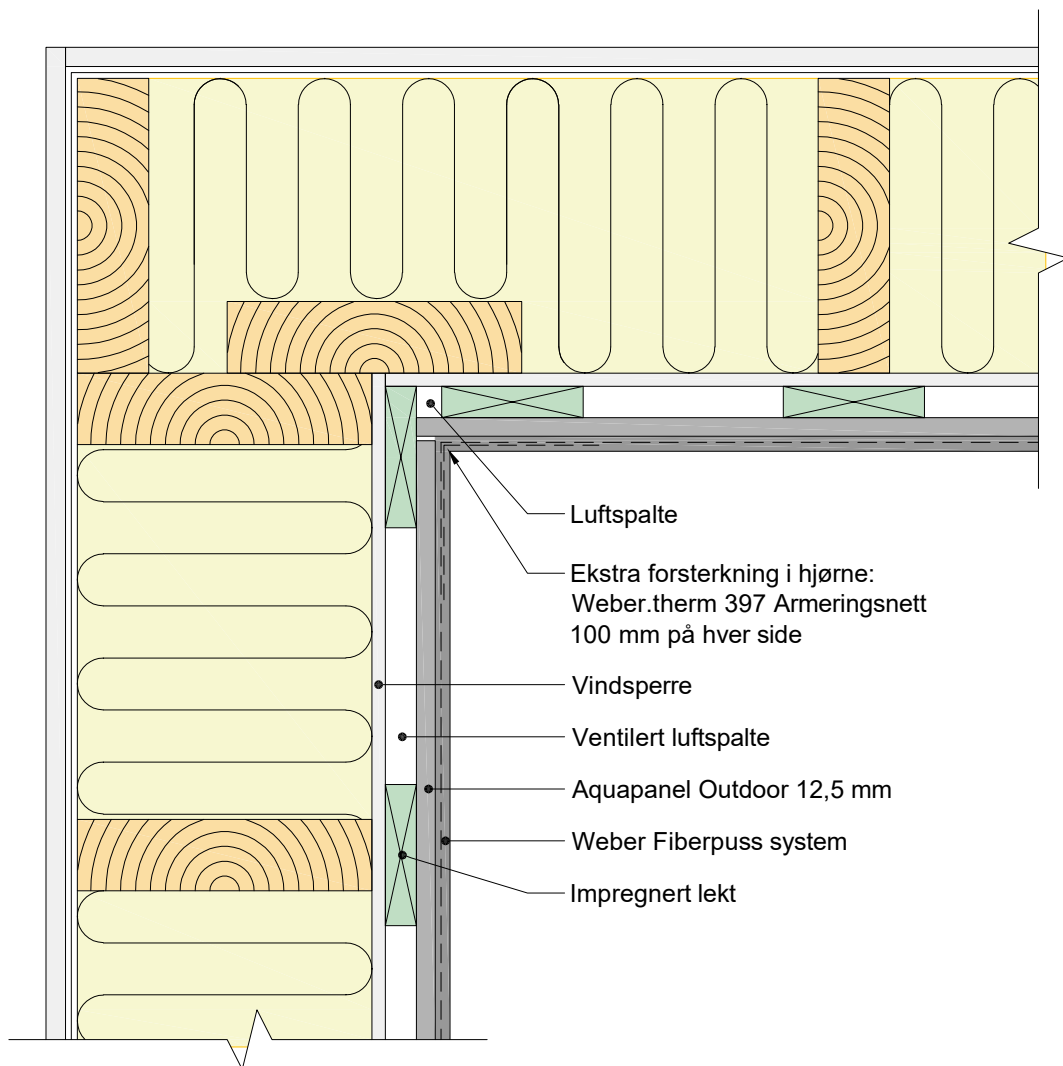 Luftspalte
Ekstra forsterkning i hjørne:
Weber.therm 397 Armeringsnett
100 mm på hver side
Vindsperre
Ventilert luftspalte
Aquapanel Outdoor 12,5 mm
Weber Fiberpuss system
Impregnert lekt